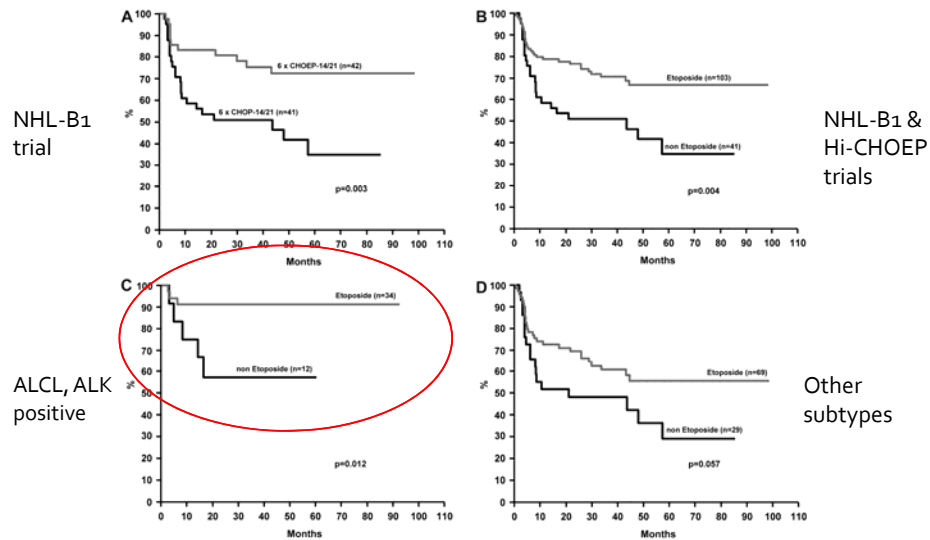 NHL-B1
trial
A
100
90
80
70
60
50
40
30
20
10
0
%
6 x CHOEP-14/21 (n=42)
6 x CHOP-14/21 (n=41)
p=0.003
0 10 20 30 40 50 60 70 80 90 100 110
Months
B
100
90
80
70
60
50
40
30
20
10
0
%
Etoposide (n=103)
non Etoposide (n=41)
p=0.004
0 10 20 30 40 50 60 70 80 90 100 110
Months
NHL-B1 &
Hi-CHOEP
trials
ALCL, ALK
positive
C
100
90
80
70
60
50
40
30
20
10
0
%
Etoposide (n=34)
non Etoposide (n=12)
p=0.012
0 10 20 30 40 50 60 70 80 90 100 110
Months
D
100
90
80
70
60
50
40
30
20
10
0
%
Etoposide (n=69)
non Etoposide (n=29)
p=0.057
0 10 20 30 40 50 60 70 80 90 100 110
Months
Other
subtypes